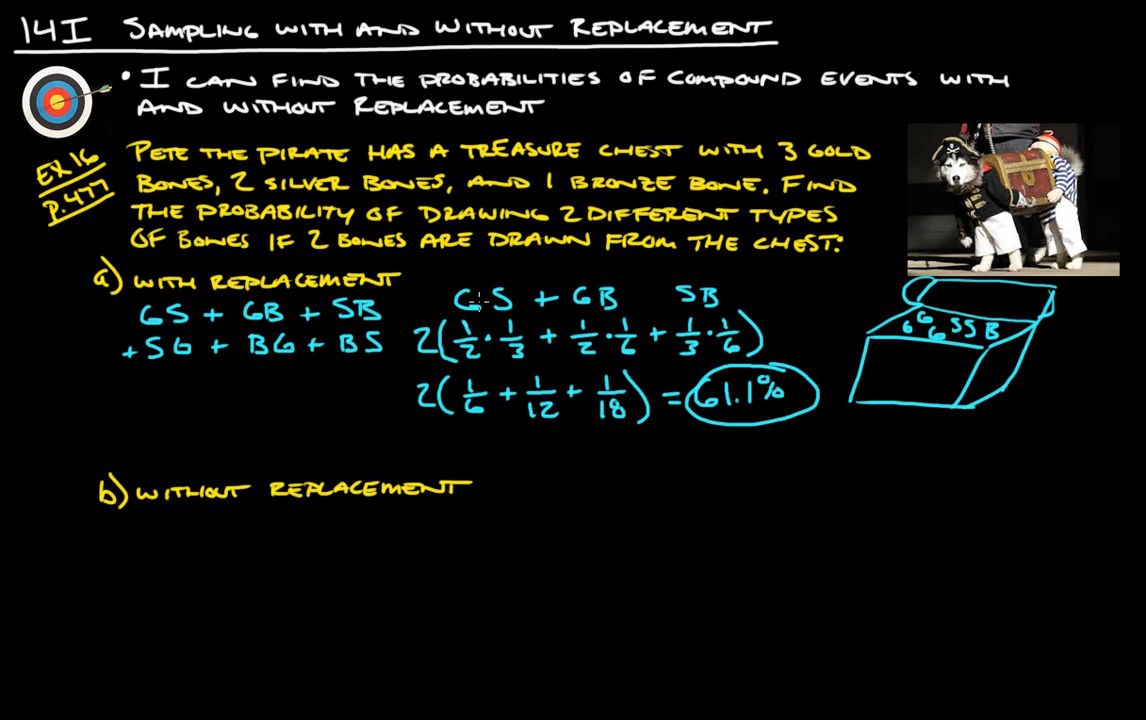 14I SAMPLING WITH AND WITHOUT REPLACEMENT
• I CAN FIND THE PROBABILITIES OF COMPOUND EVENTS WITH
AND WITHOUT REPLACEMENT
EX 16
P.477
PETE THE PIRATE HAS A TREASURE CHEST WITH 3 GOLD
BONES, 2 SILVER BONES, AND 1 BRONZE BONE. FIND
THE PROBABILITY OF DRAWING 2 DIFFERENT TYPES
OF BONES IF 2 BONES ARE DRAWN FROM THE CHEST:
a) WITH REPLACEMENT
GS + GB + SB
+ SG + BG + BS
GS + GB SB
2(1/2 · 1/3 + 1/2 · 1/6 + 1/3 · 1/6)
2(1/6 + 1/12 + 1/18) = 61.1%
G G G S S B
b) WITHOUT REPLACEMENT